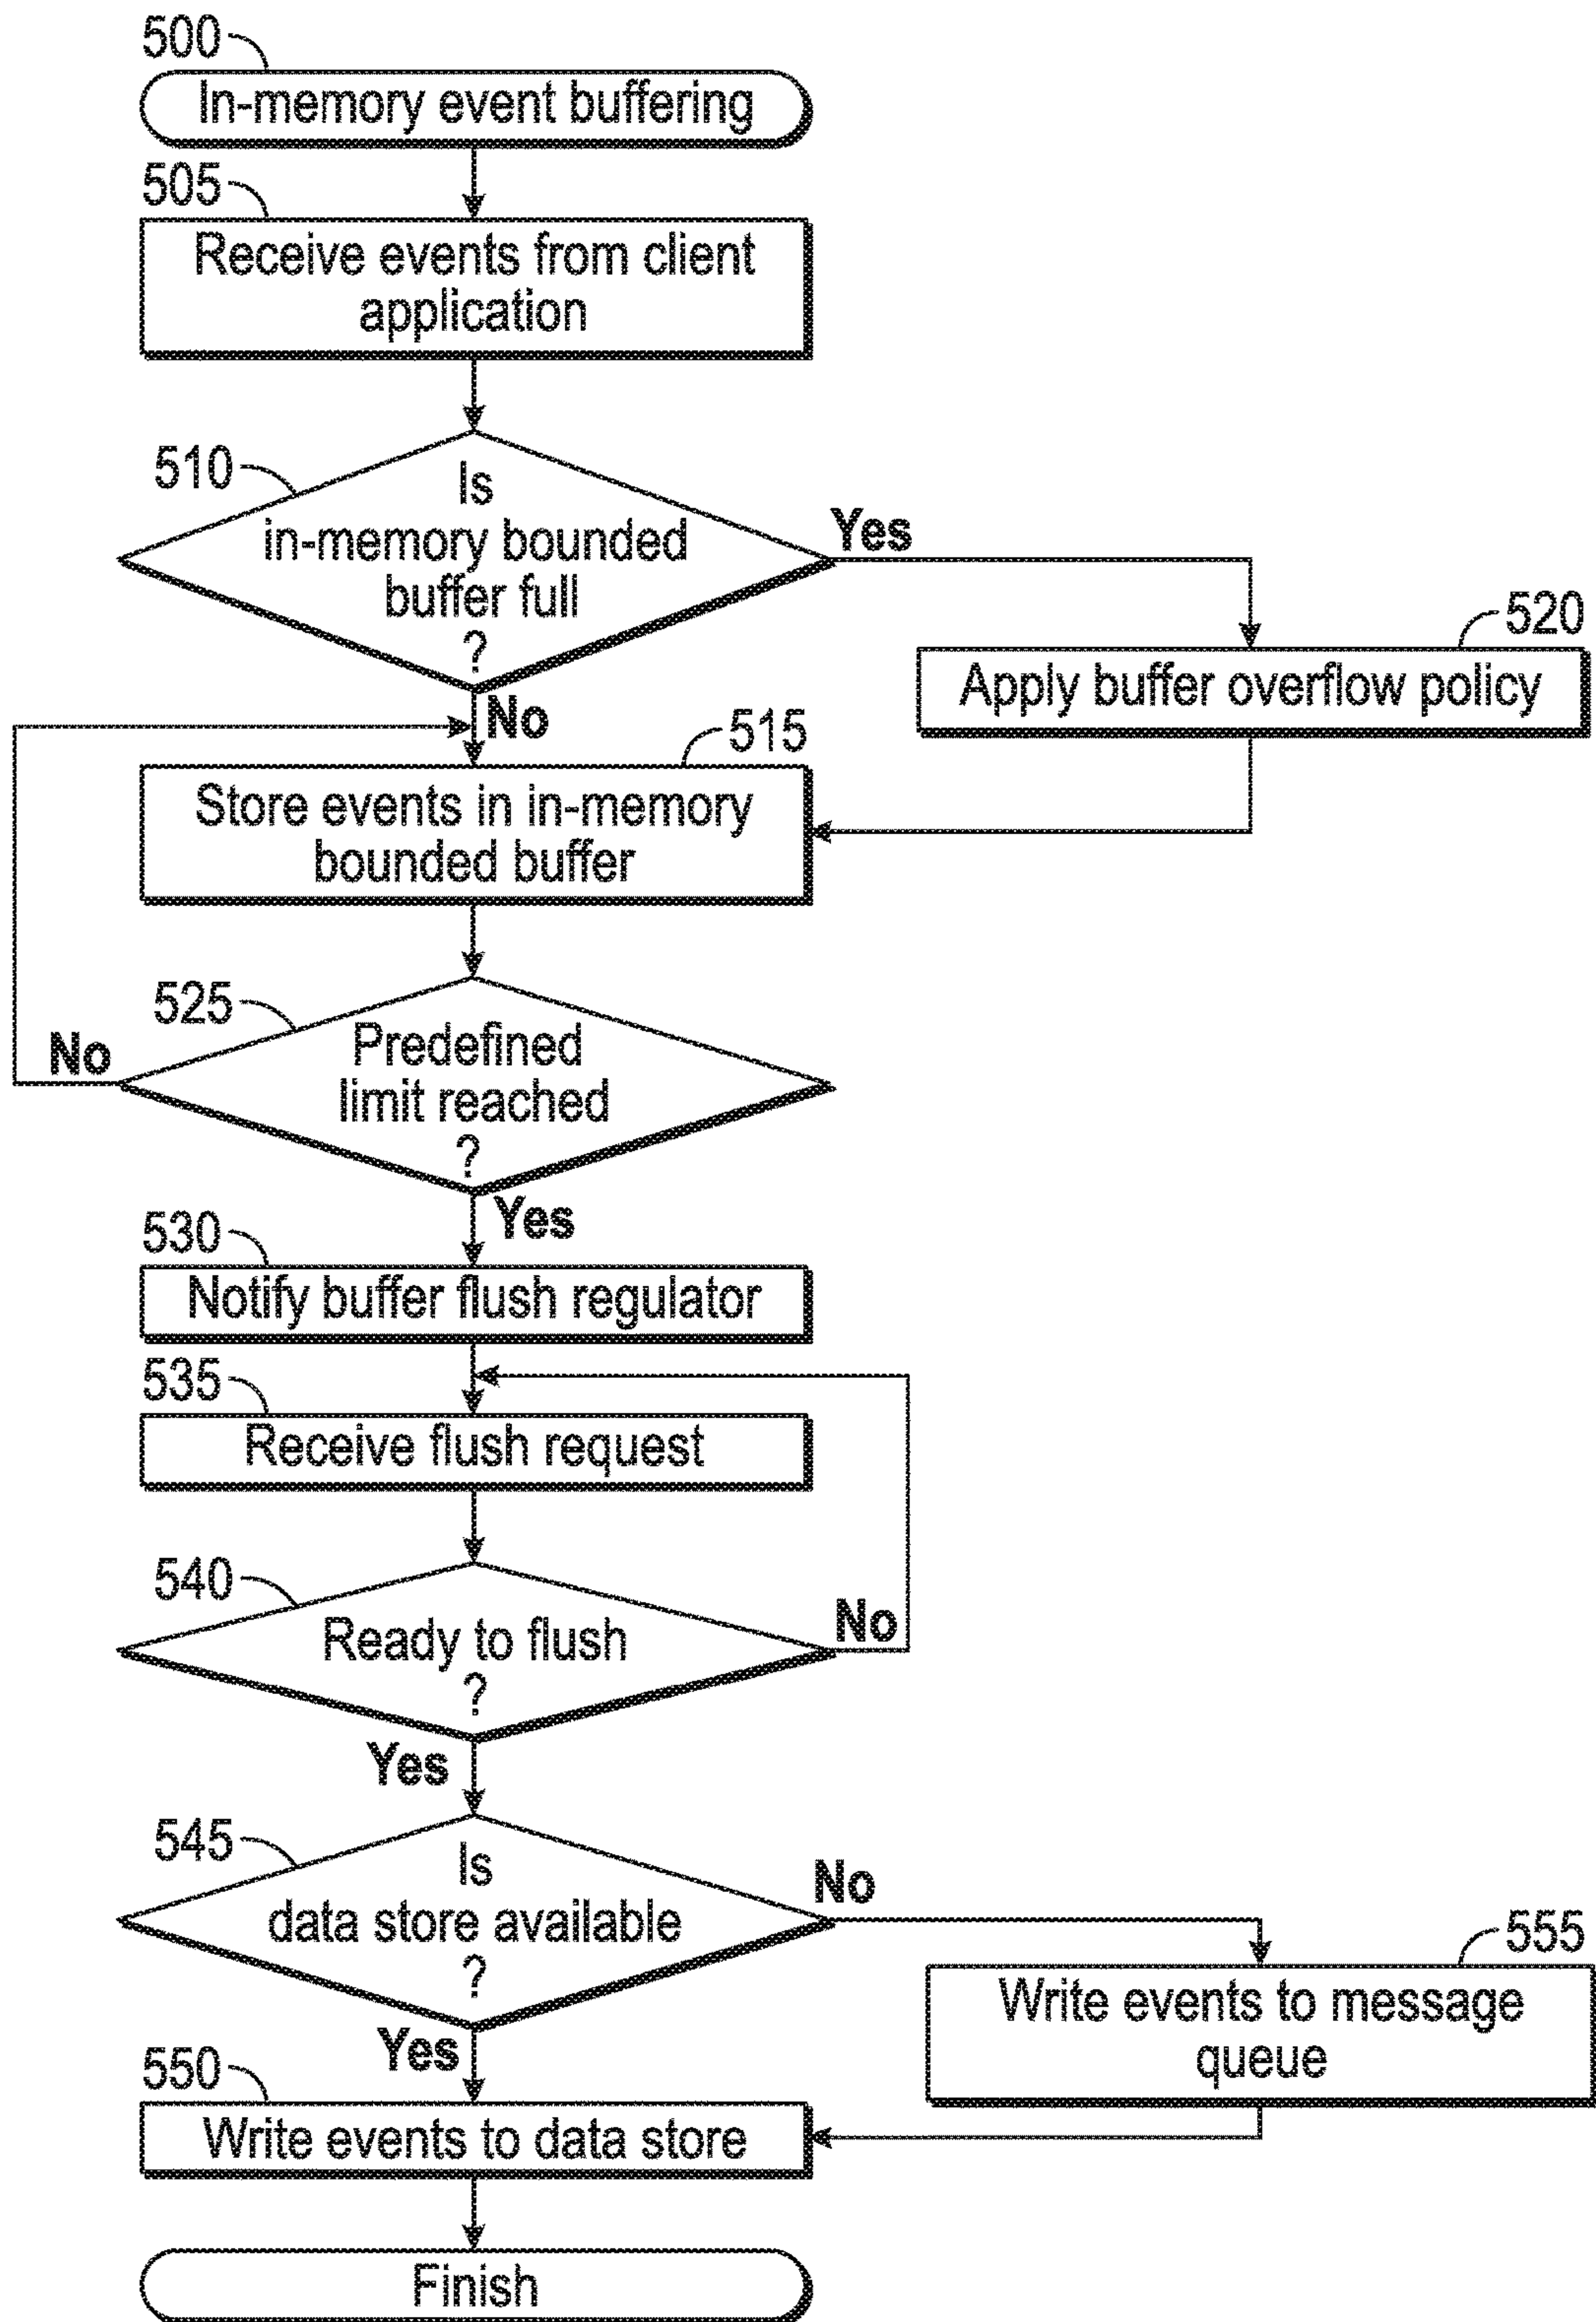 500
In-memory event buffering
505
Receive events from client
application
510
Is
in-memory bounded
buffer full
?
Yes
520
Apply buffer overflow policy
No
515
Store events in in-memory
bounded buffer
525
Predefined
limit reached
?
No
Yes
530
Notify buffer flush regulator
535
Receive flush request
540
Ready to flush
?
No
Yes
545
Is
data store available
?
No
555
Write events to message
queue
Yes
550
Write events to data store
Finish